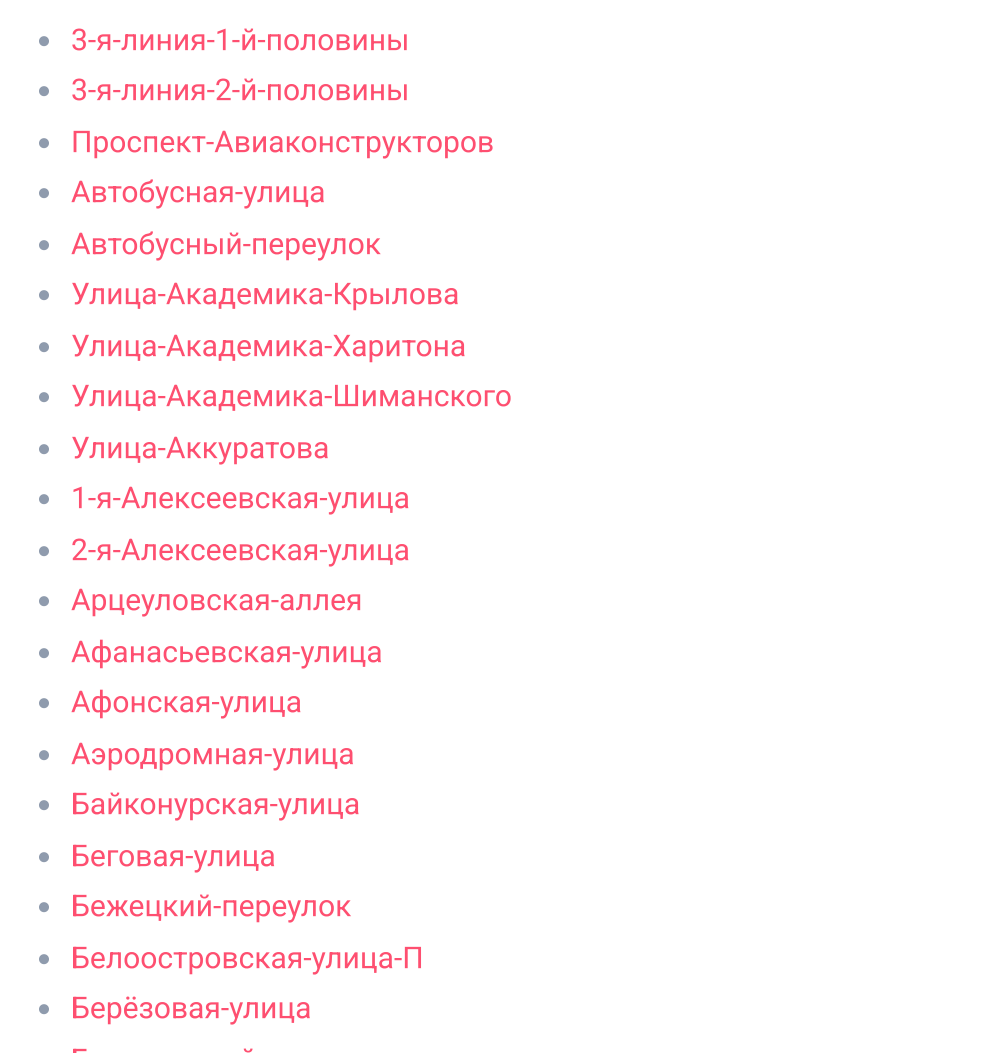 3-я-линия-1-й-половины
3-я-линия-2-й-половины
Проспект-Авиаконструкторов
Автобусная-улица
Автобусный-переулок
Улица-Академика-Крылова
Улица-Академика-Харитона
Улица-Академика-Шиманского
Улица-Аккуратова
1-я-Алексеевская-улица
2-я-Алексеевская-улица
Арцеуловская-аллея
Афанасьевская-улица
Афонская-улица
Аэродромная-улица
Байконурская-улица
Беговая-улица
Бежецкий-переулок
Белоостровская-улица-П
Берёзовая-улица